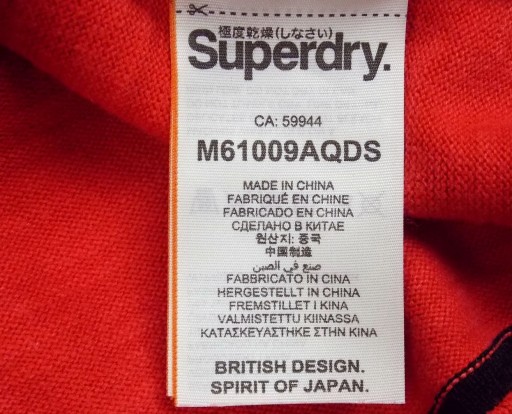 極度乾燥(しなさい)
Superdry.
CA: 59944
M61009AQDS
MADE IN CHINA
FABRIQUÉ EN CHINE
FABRICADO EN CHINA
СДЕЛАНО В КИТАЕ
원산지: 중국
中國制造
صنع في الصين
FABBRICATO IN CINA
HERGESTELLT IN CHINA
FREMSTILLET I KINA
VALMISTETTU KIINASSA
ΚΑΤΑΣΚΕΥΑΣΤΗΚΕ ΣΤΗΝ ΚΙΝΑ
BRITISH DESIGN.
SPIRIT OF JAPAN.